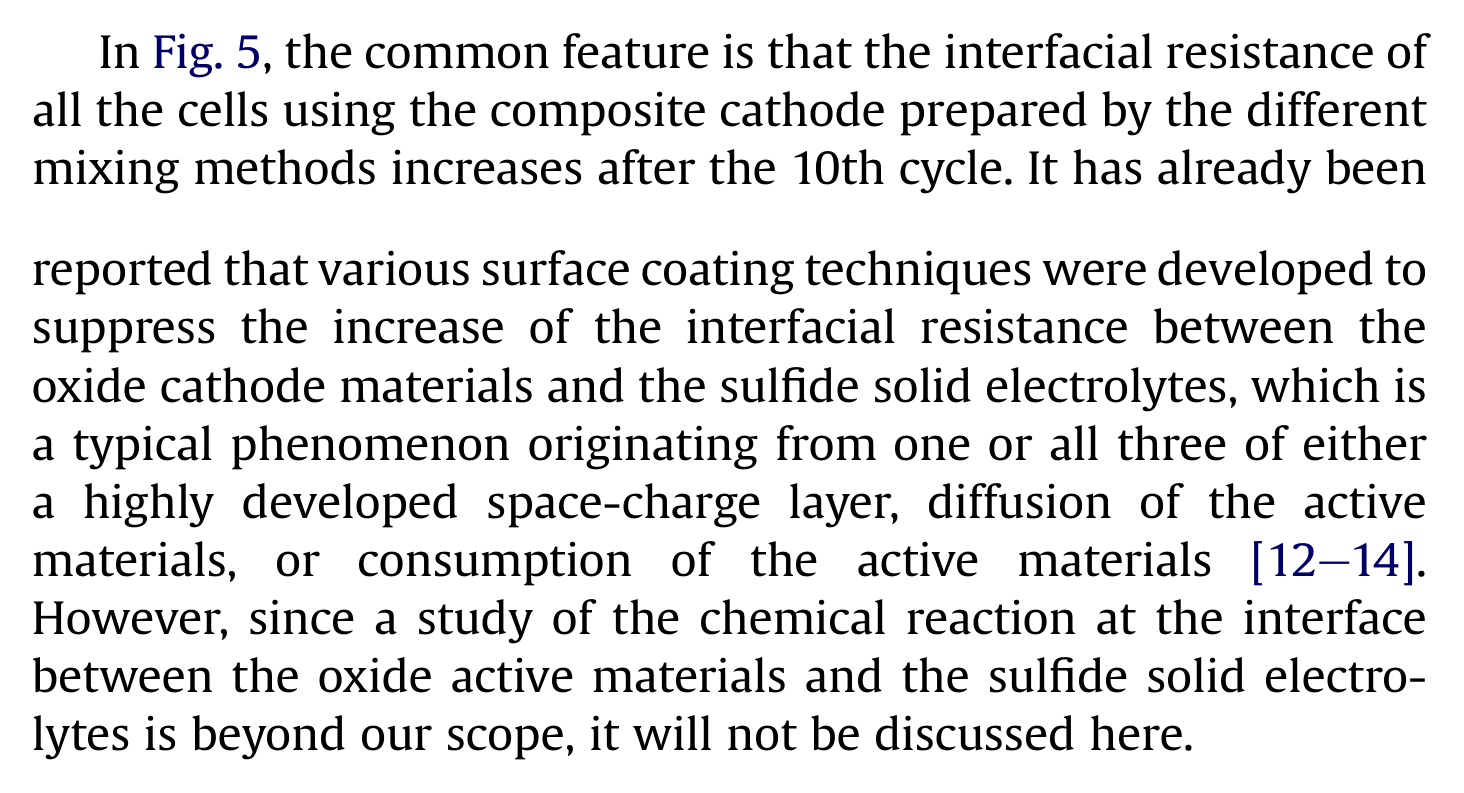 In Fig. 5, the common feature is that the interfacial resistance of
all the cells using the composite cathode prepared by the different
mixing methods increases after the 10th cycle. It has already been
reported that various surface coating techniques were developed to
suppress the increase of the interfacial resistance between the
oxide cathode materials and the sulfide solid electrolytes, which is
a typical phenomenon originating from one or all three of either
a highly developed space-charge layer, diffusion of the active
materials, or consumption of the active materials [12–14].
However, since a study of the chemical reaction at the interface
between the oxide active materials and the sulfide solid electro-
lytes is beyond our scope, it will not be discussed here.